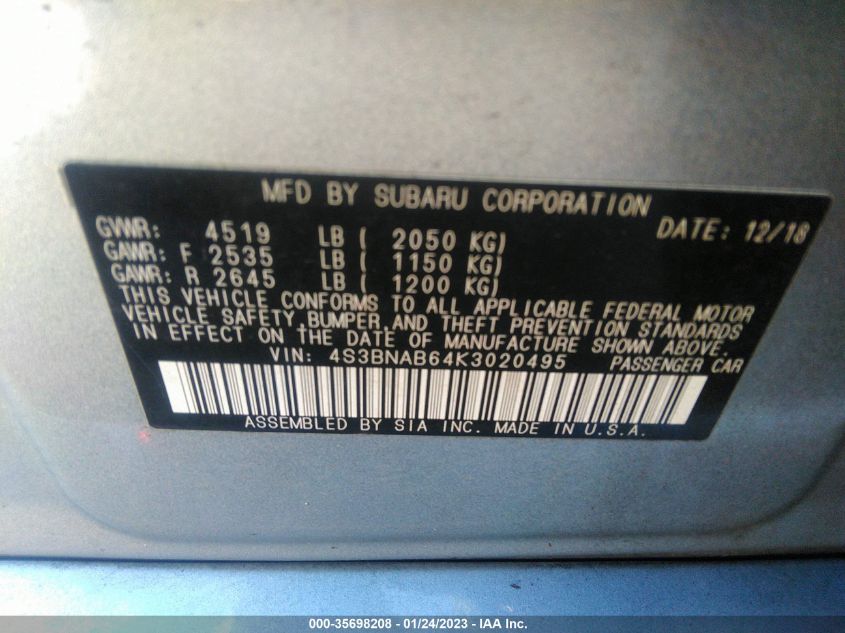 MFD BY SUBARU CORPORATION
GVWR: 4519 LB ( 2050 KG) DATE: 12/18
GAWR: F 2535 LB ( 1150 KG)
GAWR: R 2645 LB ( 1200 KG)
THIS VEHICLE CONFORMS TO ALL APPLICABLE FEDERAL MOTOR
VEHICLE SAFETY, BUMPER, AND THEFT PREVENTION STANDARDS
IN EFFECT ON THE DATE OF MANUFACTURE SHOWN ABOVE.
VIN: 4S3BNAB64K3020495 PASSENGER CAR
ASSEMBLED BY SIA INC. MADE IN U.S.A.
000-35698208 - 01/24/2023 - IAA Inc.